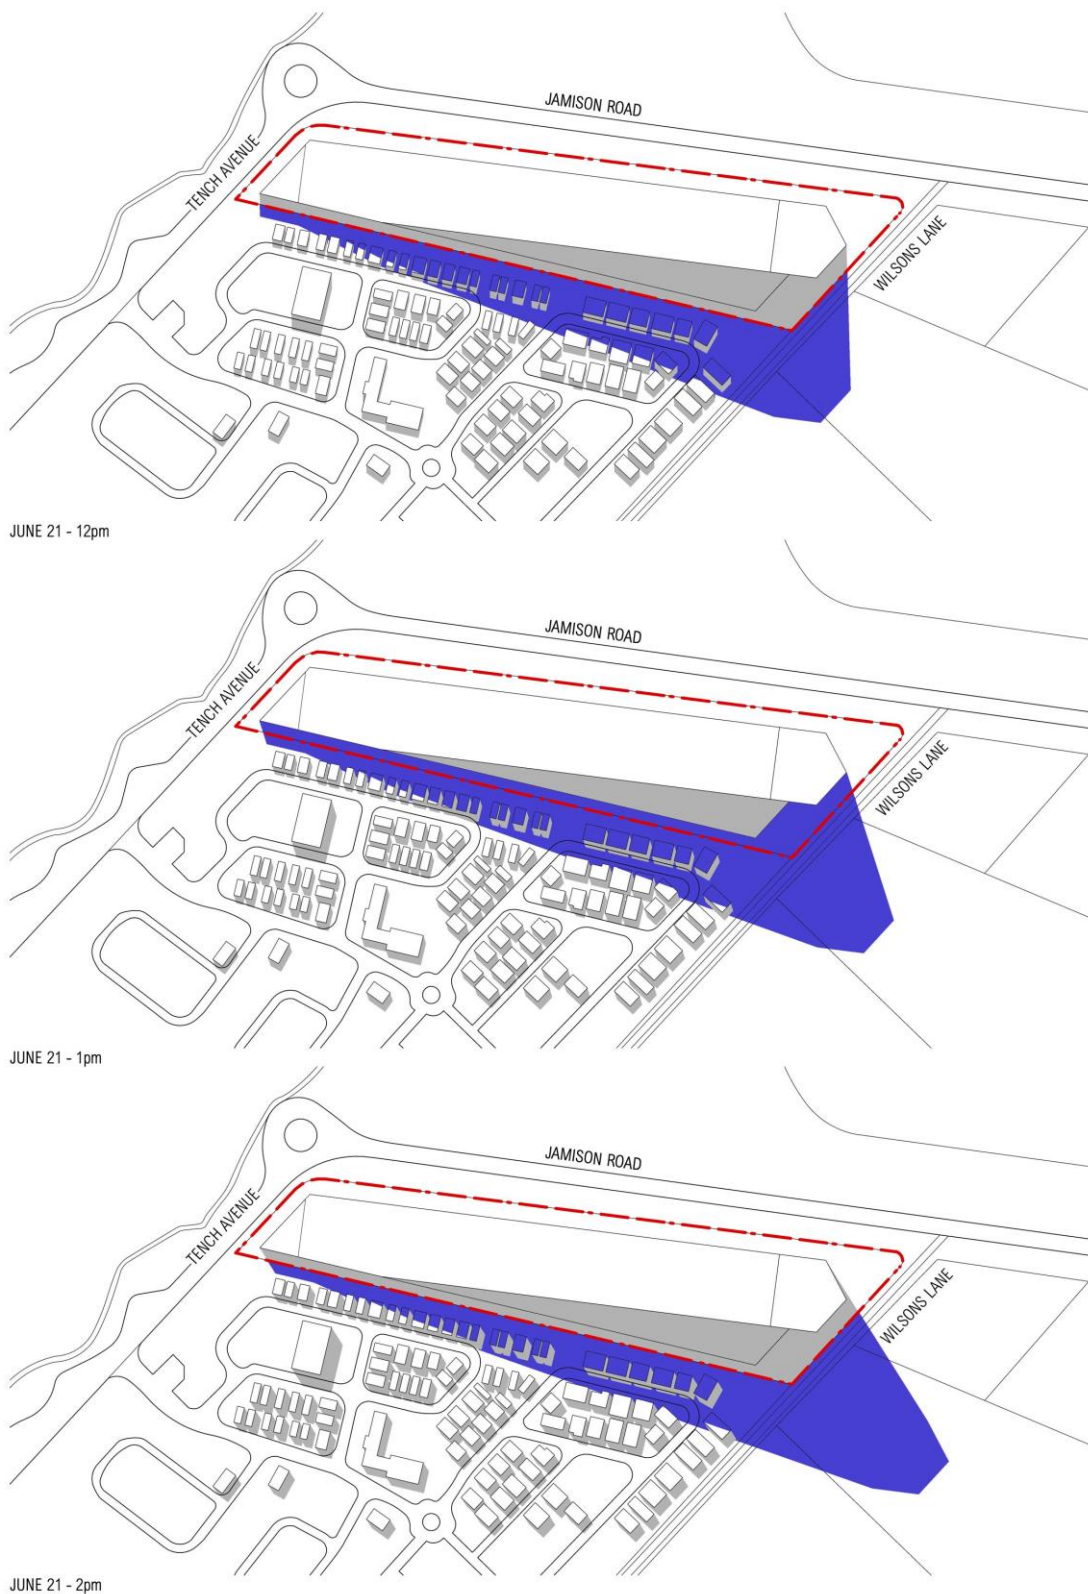 JAMISON ROAD
TENCH AVENUE
WILSONS LANE
JUNE 21 - 12pm
JAMISON ROAD
TENCH AVENUE
WILSONS LANE
JUNE 21 - 1pm
JAMISON ROAD
TENCH AVENUE
WILSONS LANE
JUNE 21 - 2pm